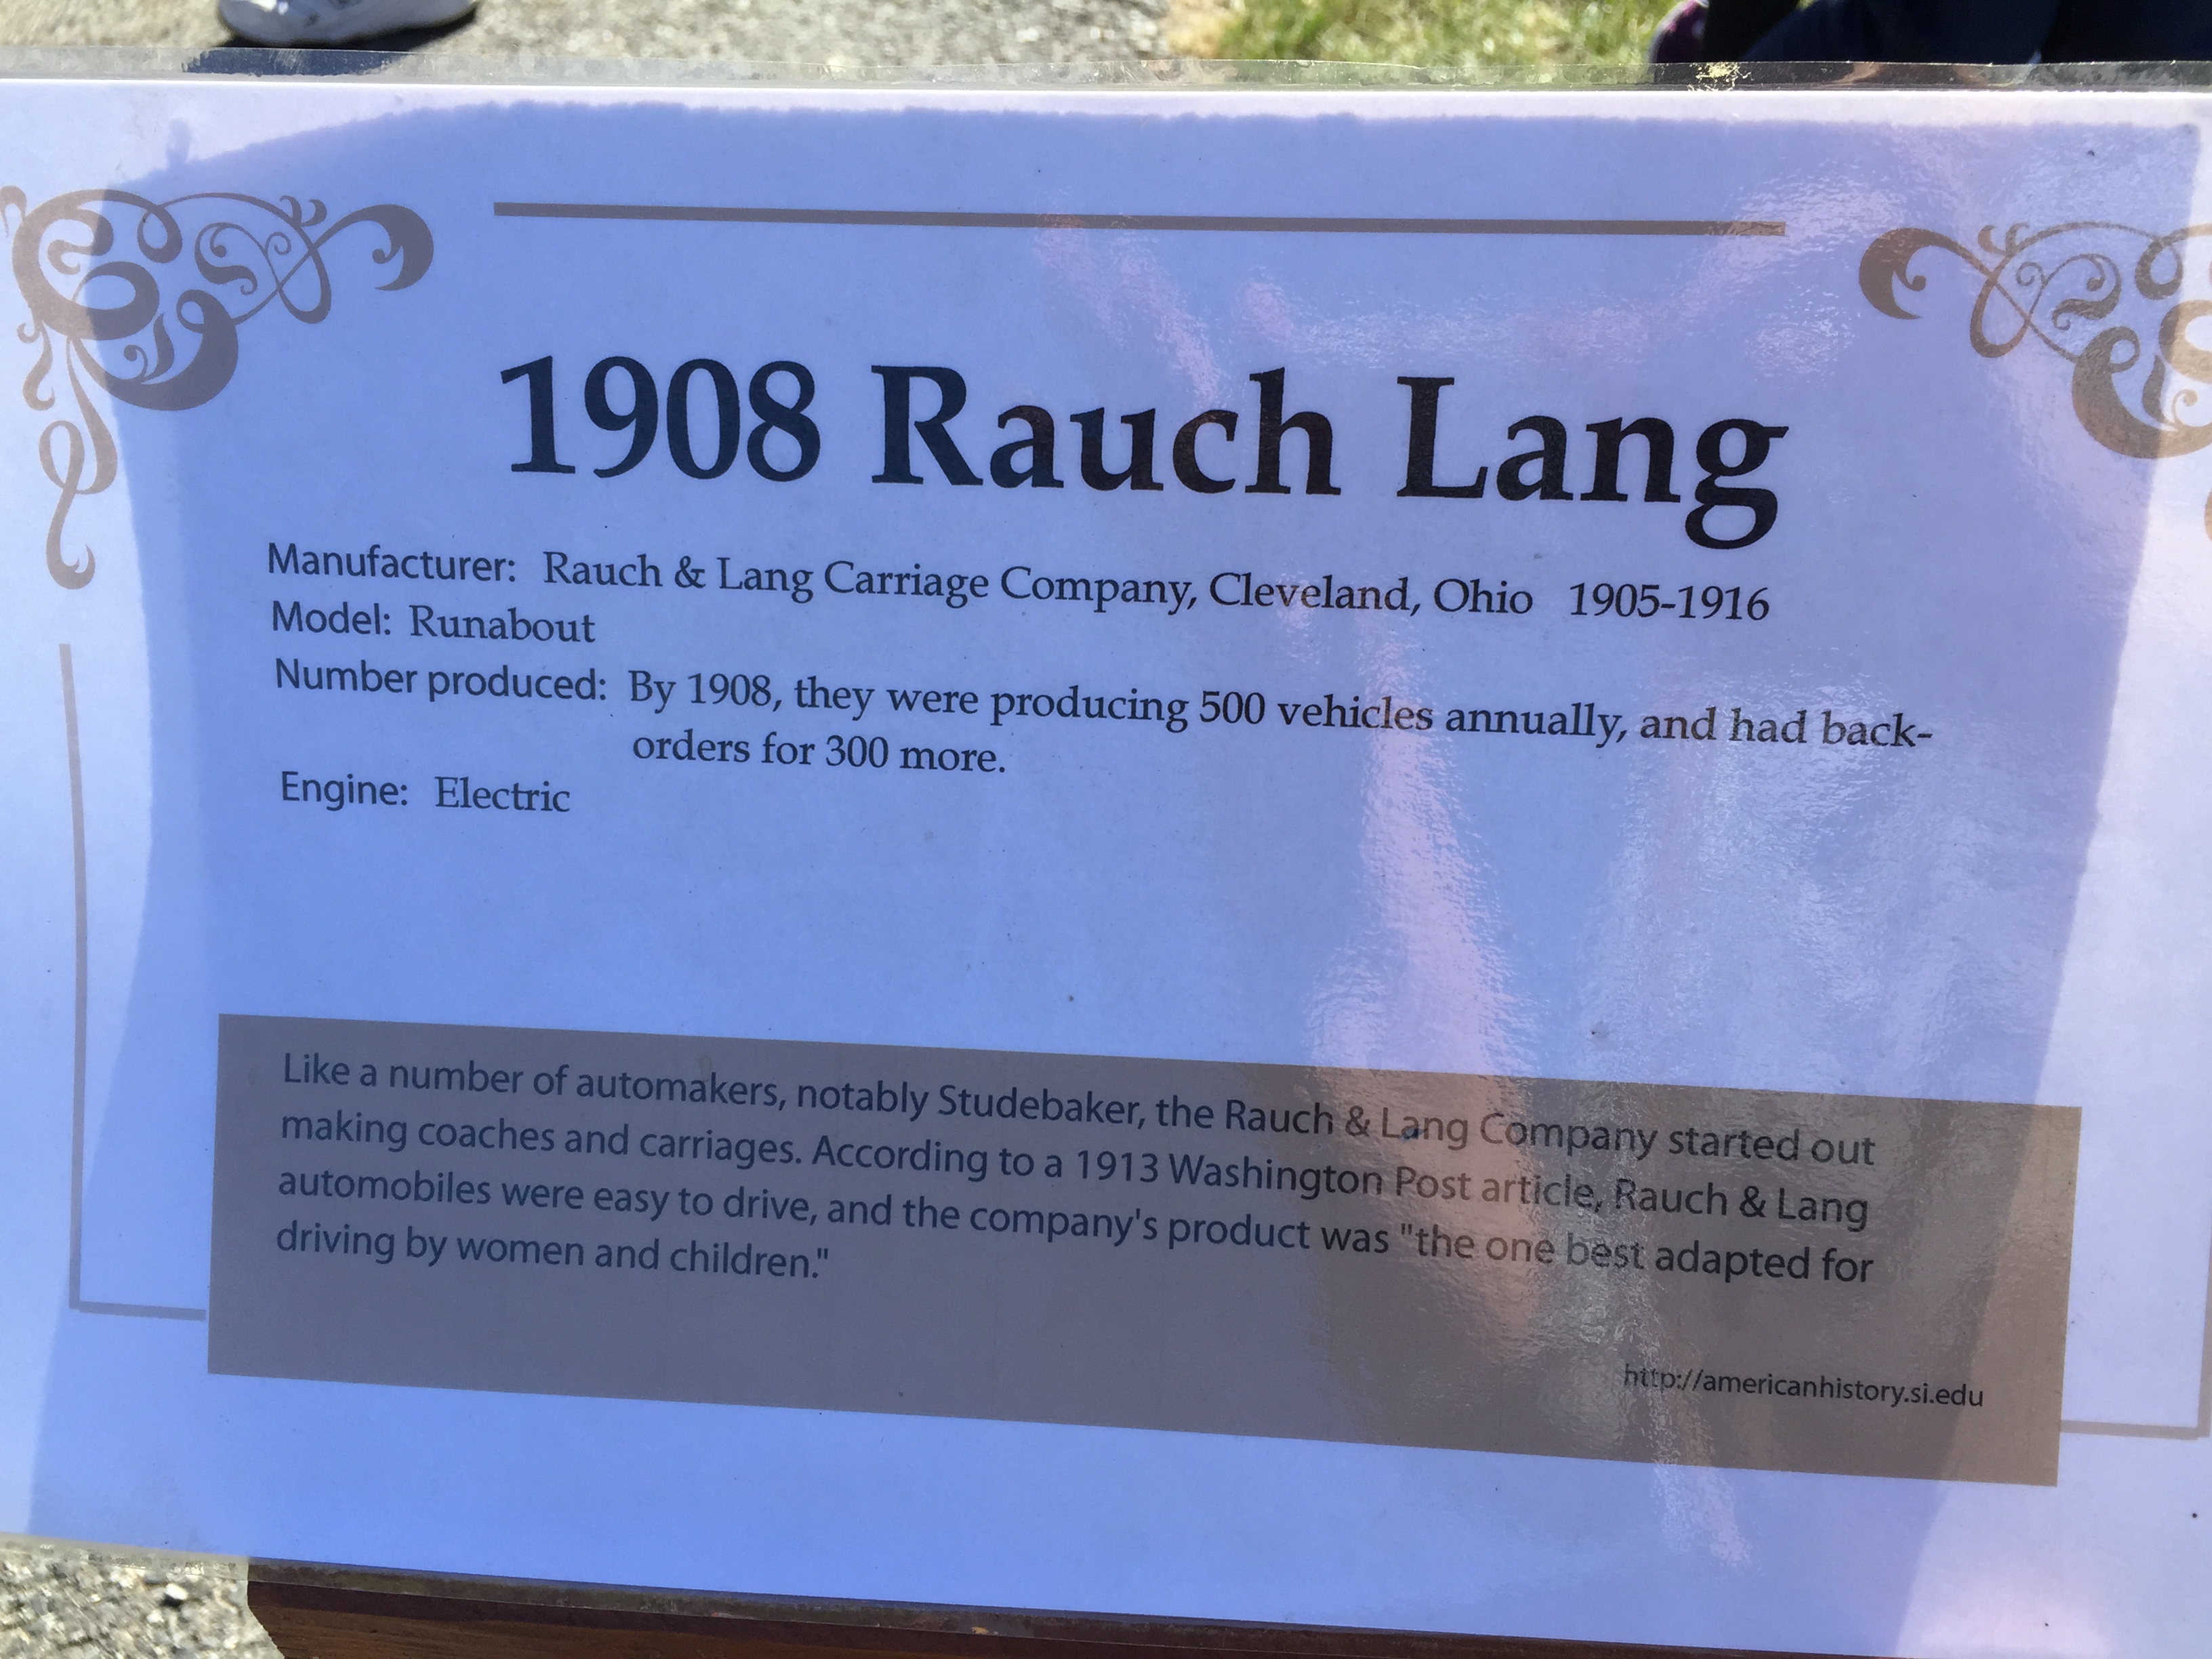 1908 Rauch Lang
Manufacturer: Rauch & Lang Carriage Company, Cleveland, Ohio 1905-1916
Model: Runabout
Number produced: By 1908, they were producing 500 vehicles annually, and had back-
orders for 300 more.
Engine: Electric
Like a number of automakers, notably Studebaker, the Rauch & Lang Company started out
making coaches and carriages. According to a 1913 Washington Post article, Rauch & Lang
automobiles were easy to drive, and the company's product was "the one best adapted for
driving by women and children."
http://americanhistory.si.edu